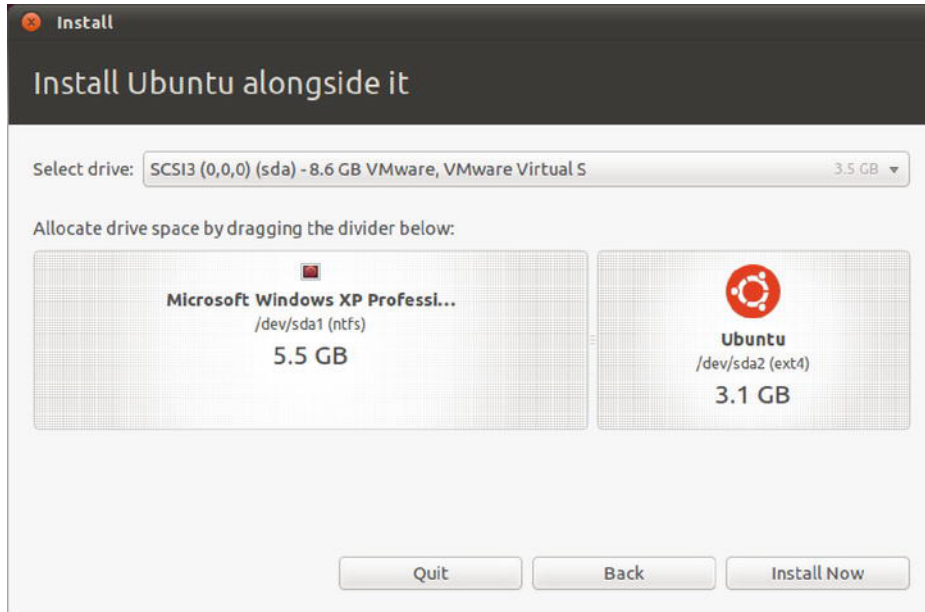 Install
Install Ubuntu alongside it
Select drive: SCSI3 (0,0,0) (sda) - 8.6 GB VMware, VMware Virtual S 3.5 GB
Allocate drive space by dragging the divider below:
Microsoft Windows XP Professi...
/dev/sda1 (ntfs)
5.5 GB
Ubuntu
/dev/sda2 (ext4)
3.1 GB
Quit Back Install Now